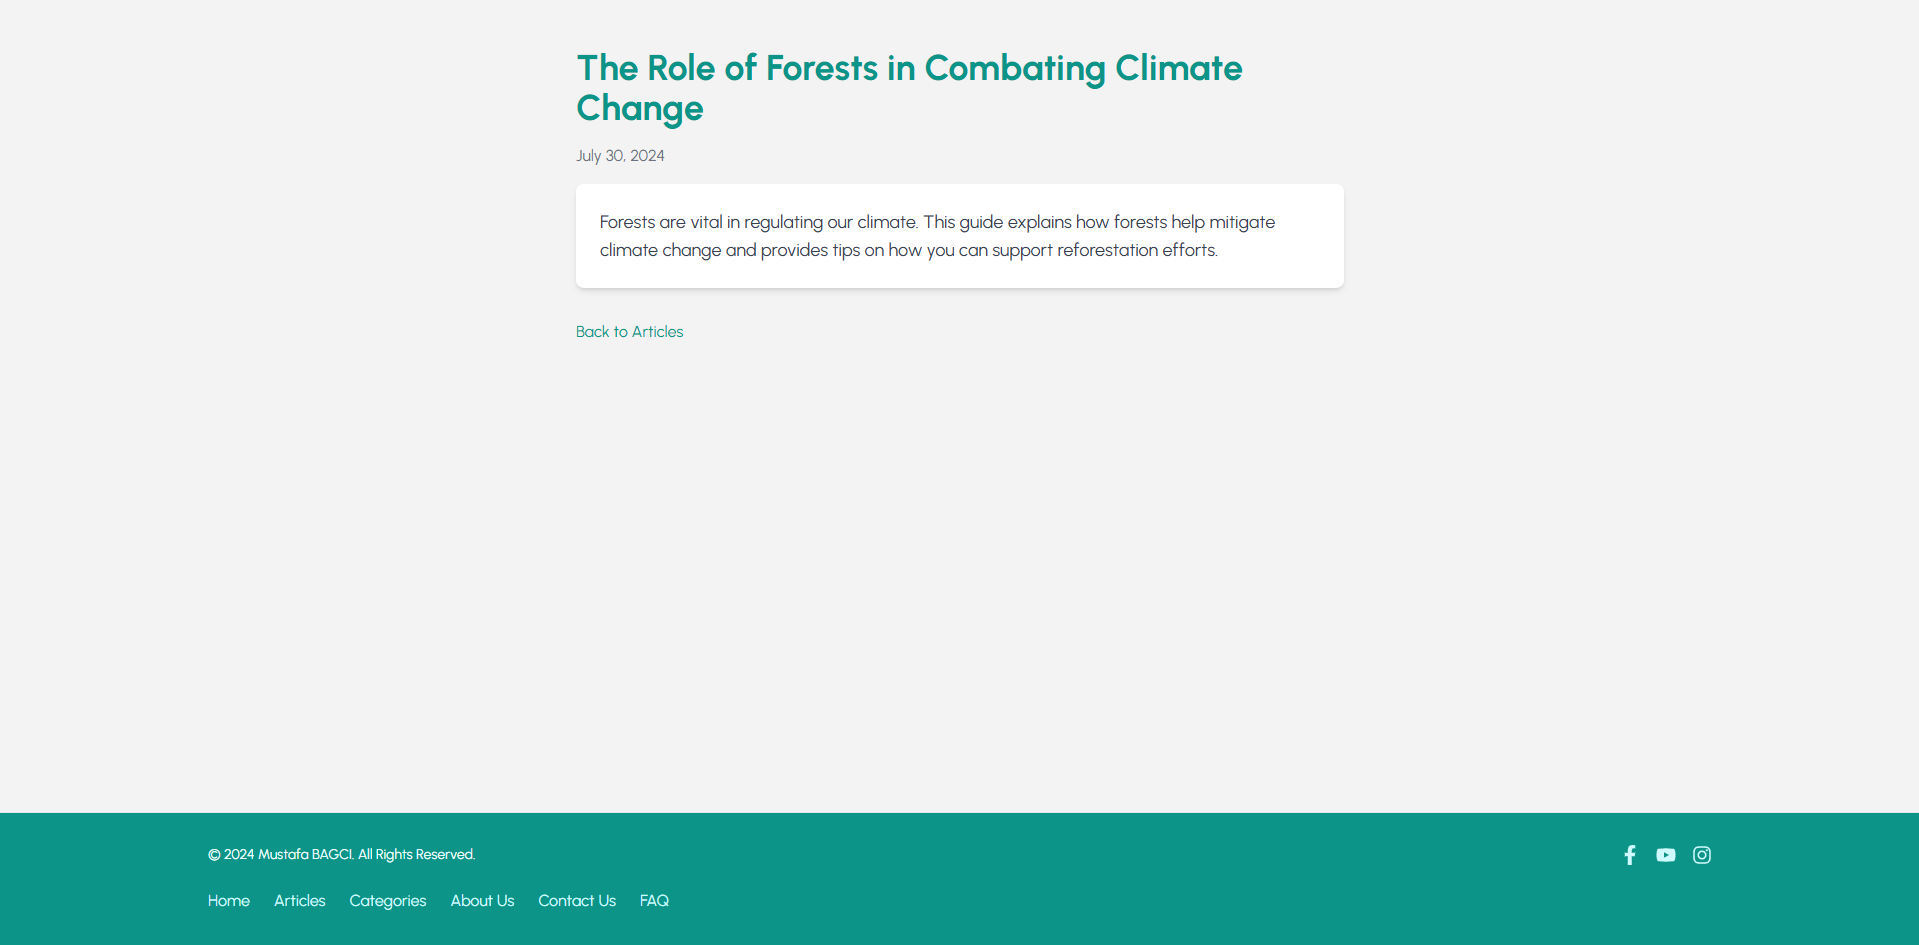 The Role of Forests in Combating Climate
Change
July 30, 2024
Forests are vital in regulating our climate. This guide explains how forests help mitigate
climate change and provides tips on how you can support reforestation efforts.
Back to Articles
© 2024 Mustafa BAGCI. All Rights Reserved.
Home Articles Categories About Us Contact Us FAQ